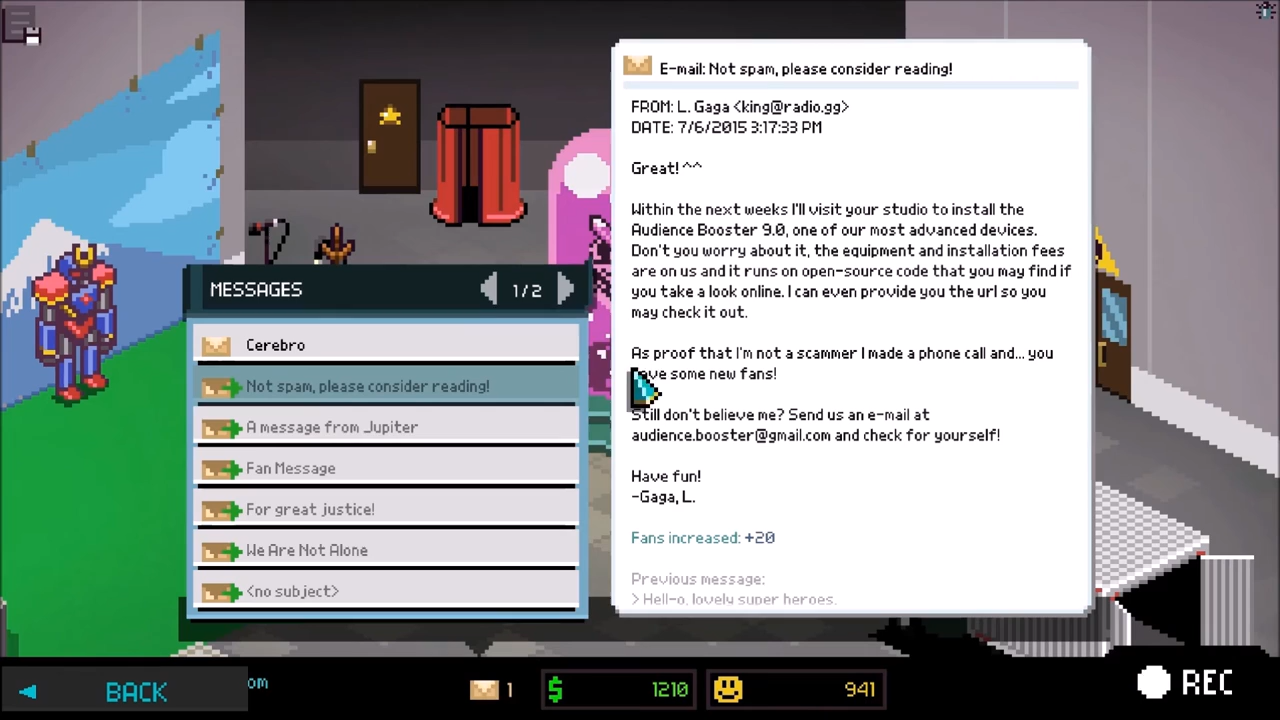 E-mail: Not spam, please consider reading!
FROM: L. Gaga <king@radio.gg>
DATE: 7/6/2015 3:17:33 PM
Great! ^^
Within the next weeks I'll visit your studio to install the
Audience Booster 9.0, one of our most advanced devices.
Don't you worry about it, the equipment and installation fees
are on us and it runs on open-source code that you may find if
you take a look online. I can even provide you the url so you
may check it out.
As proof that I'm not a scammer I made a phone call and... you
some new fans!
Still don't believe me? Send us an e-mail at
audience.booster@gmail.com and check for yourself!
Have fun!
-Gaga, L.
Fans increased: +20
Previous message:
> Hell-o, lovely super heroes.
MESSAGES
1/2
Cerebro
Not spam, please consider reading!
A message from Jupiter
Fan Message
For great justice!
We Are Not Alone
<no subject>
BACK
om
1
$ 1210
941
REC